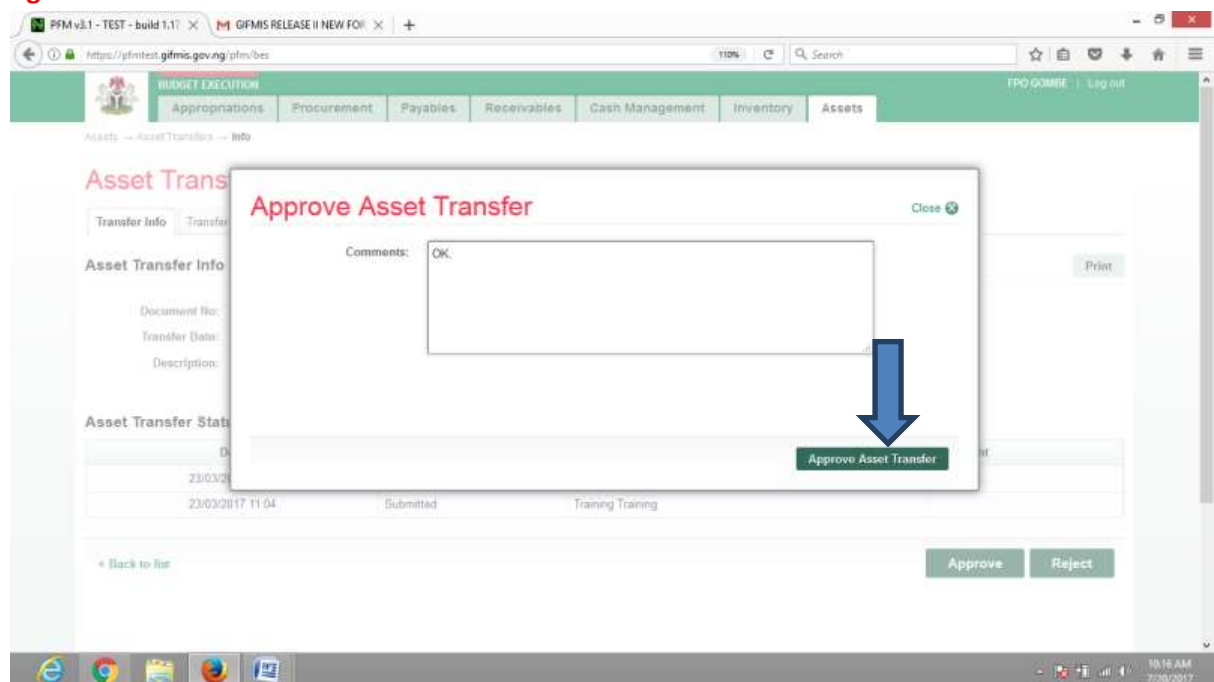 PFM v3.1 - TEST - build 1.1
GIFMIS RELEASE II NEW FOR
https://pfmtest.gifmis.gov.ng/pfm/bes
110%
Search
BUDGET EXECUTION
FPO GOMBE | Log out
Appropriations Procurement Payables Receivables Cash Management Inventory Assets
Assets → Asset Transfers → Info
Asset Trans
Approve Asset Transfer
Close
Transfer Info Transfer
Comments: OK.
Asset Transfer Info
Print
Document No:
Transfer Date:
Description:
Asset Transfer Stat
Approve Asset Transfer
23/03/2017 11:04 Submitted Training Training
« Back to list
Approve Reject
10:16 AM
7/20/2017